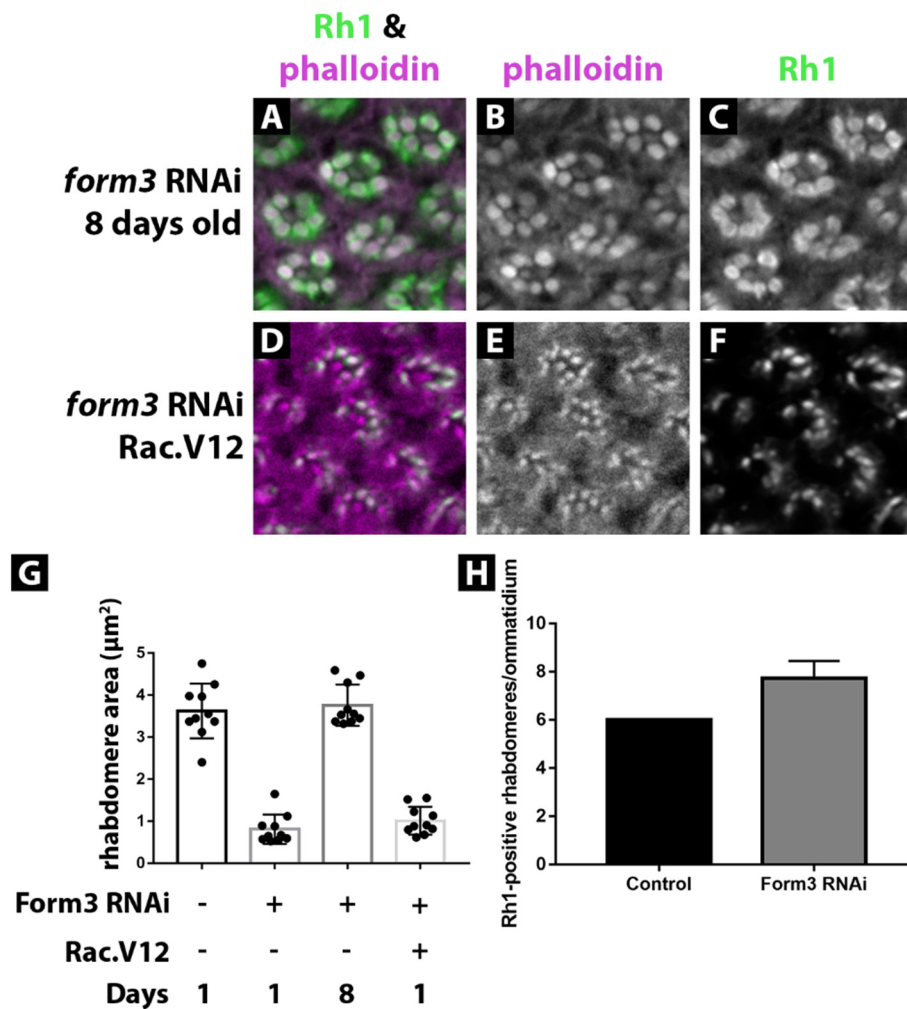 Rh1 &
phalloidin
phalloidin
Rh1
A
B
C
form3 RNAi
8 days old
D
E
F
form3 RNAi
Rac.V12
G
rhabdomere area (µm²)
5
4
3
2
1
0
Form3 RNAi - + + +
Rac.V12 - - - +
Days 1 1 8 1
H
Rh1-positive rhabdomeres/ommatidium
10
8
6
4
2
0
Control
Form3 RNAi